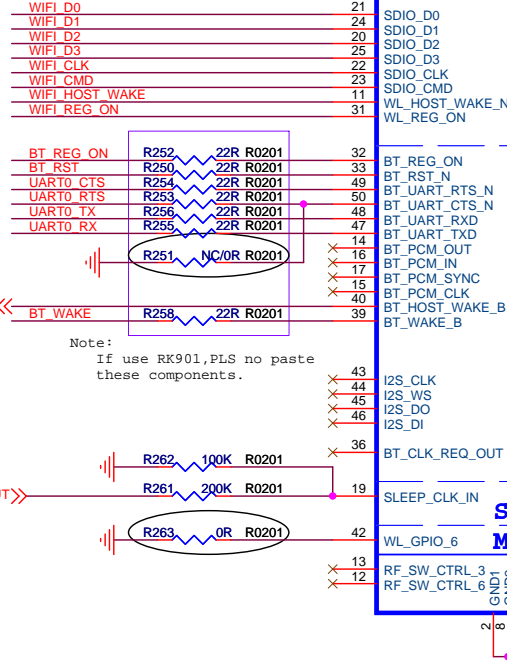 WIFI_D0 21 SDIO_D0
WIFI_D1 24 SDIO_D1
WIFI_D2 20 SDIO_D2
WIFI_D3 25 SDIO_D3
WIFI_CLK 22 SDIO_CLK
WIFI_CMD 23 SDIO_CMD
WIFI_HOST_WAKE 11 WL_HOST_WAKE_N
WIFI_REG_ON 31 WL_REG_ON
BT_REG_ON R252 22R R0201 32 BT_REG_ON
BT_RST R250 22R R0201 33 BT_RST_N
UART0_CTS R254 22R R0201 49 BT_UART_RTS_N
UART0_RTS R253 22R R0201 50 BT_UART_CTS_N
UART0_TX R256 22R R0201 48 BT_UART_RXD
UART0_RX R255 22R R0201 47 BT_UART_TXD
14 BT_PCM_OUT
R251 NC/0R R0201 16 BT_PCM_IN
17 BT_PCM_SYNC
15 BT_PCM_CLK
40 BT_HOST_WAKE_B
BT_WAKE R258 22R R0201 39 BT_WAKE_B
Note:
If use RK901,PLS no paste
these components.
43 I2S_CLK
44 I2S_WS
45 I2S_DO
46 I2S_DI
36 BT_CLK_REQ_OUT
R262 100K R0201
R261 200K R0201 19 SLEEP_CLK_IN
S
R263 0R R0201 42 WL_GPIO_6 M
13 RF_SW_CTRL_3
12 RF_SW_CTRL_6
GND1
2 8